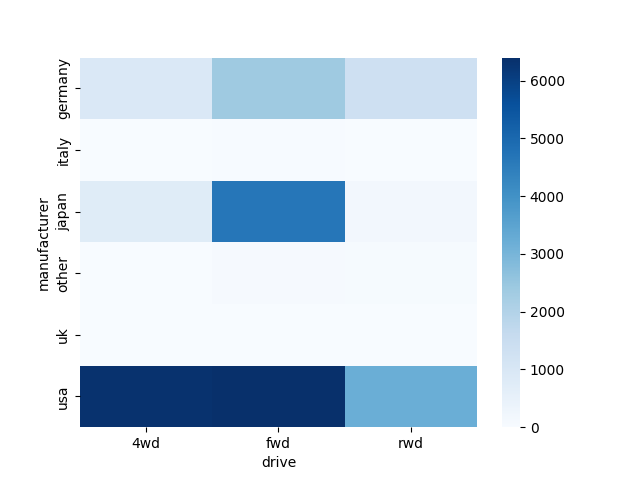 manufacturer
germany
italy
japan
other
uk
usa
4wd
fwd
rwd
drive
6000
5000
4000
3000
2000
1000
0